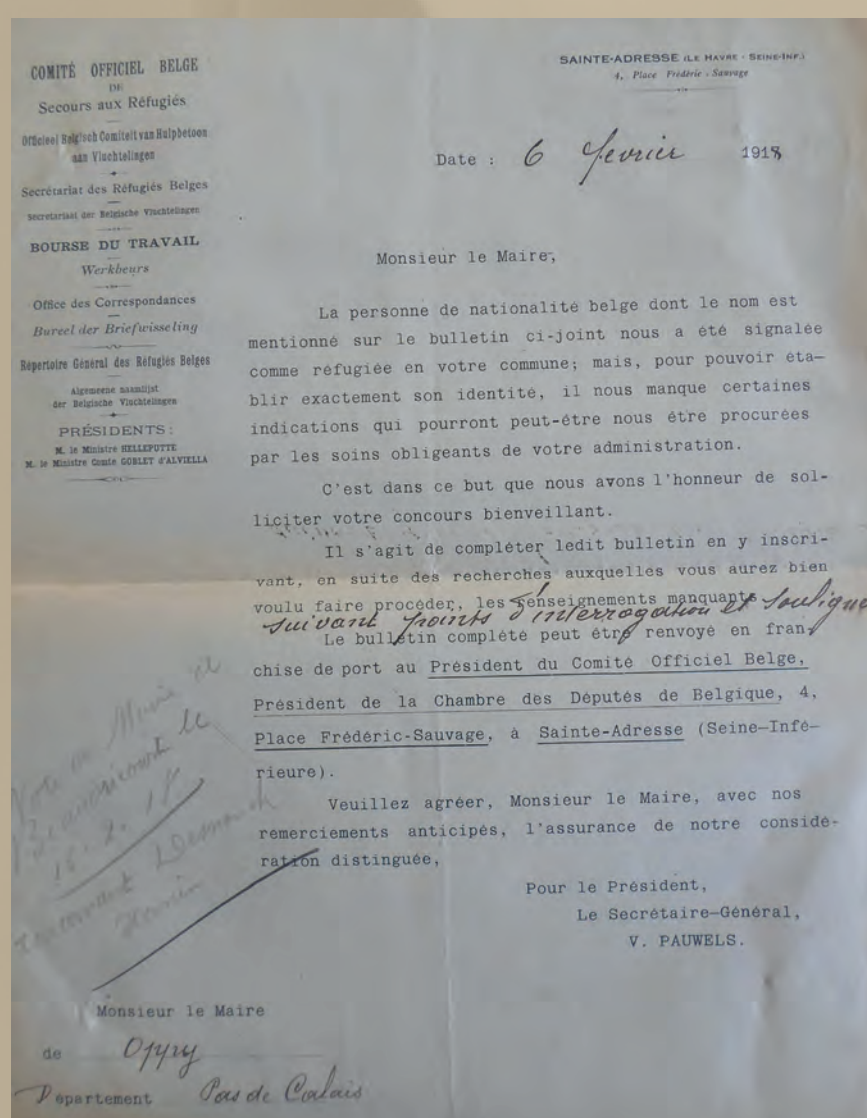 COMITÉ OFFICIEL BELGE
DE
Secours aux Réfugiés
Officieel Belgisch Comiteit van Hulpbetoon
aan Vluchtelingen
Secrétariat des Réfugiés Belges
Secretariaat der Belgische Vluchtelingen
BOURSE DU TRAVAIL
Werkbeurs
Office des Correspondances
Bureel der Briefwisseling
Répertoire Général des Réfugiés Belges
Algemeene naamlijst
der Belgische Vluchtelingen
PRÉSIDENTS :
M. le Ministre HELLEPUTTE
M. le Ministre Comte GOBLET d'ALVIELLA
SAINTE-ADRESSE (LE HAVRE - SEINE-INF.)
4, Place Frédéric-Sauvage
Date : 6 fevrier 1918
Monsieur le Maire,
La personne de nationalité belge dont le nom est
mentionné sur le bulletin ci-joint nous a été signalée
comme réfugiée en votre commune; mais, pour pouvoir éta-
blir exactement son identité, il nous manque certaines
indications qui pourront peut-être nous être procurées
par les soins obligeants de votre administration.
C'est dans ce but que nous avons l'honneur de sol-
liciter votre concours bienveillant.
Il s'agit de compléter ledit bulletin en y inscri-
vant, en suite des recherches auxquelles vous aurez bien
voulu faire procéder, les renseignements manquants
suivant points d'interrogation et souligné
Le bulletin complété peut être renvoyé en fran-
chise de port au Président du Comité Officiel Belge,
Président de la Chambre des Députés de Belgique, 4,
Place Frédéric-Sauvage, à Sainte-Adresse (Seine-Infé-
rieure).
Veuillez agréer, Monsieur le Maire, avec nos
remerciements anticipés, l'assurance de notre considé-
ration distinguée,
Pour le Président,
Le Secrétaire-Général,
V. PAUWELS.
Mairie
le
16. 2. 18
Monsieur le Maire
de Oppy
Département Pas de Calais